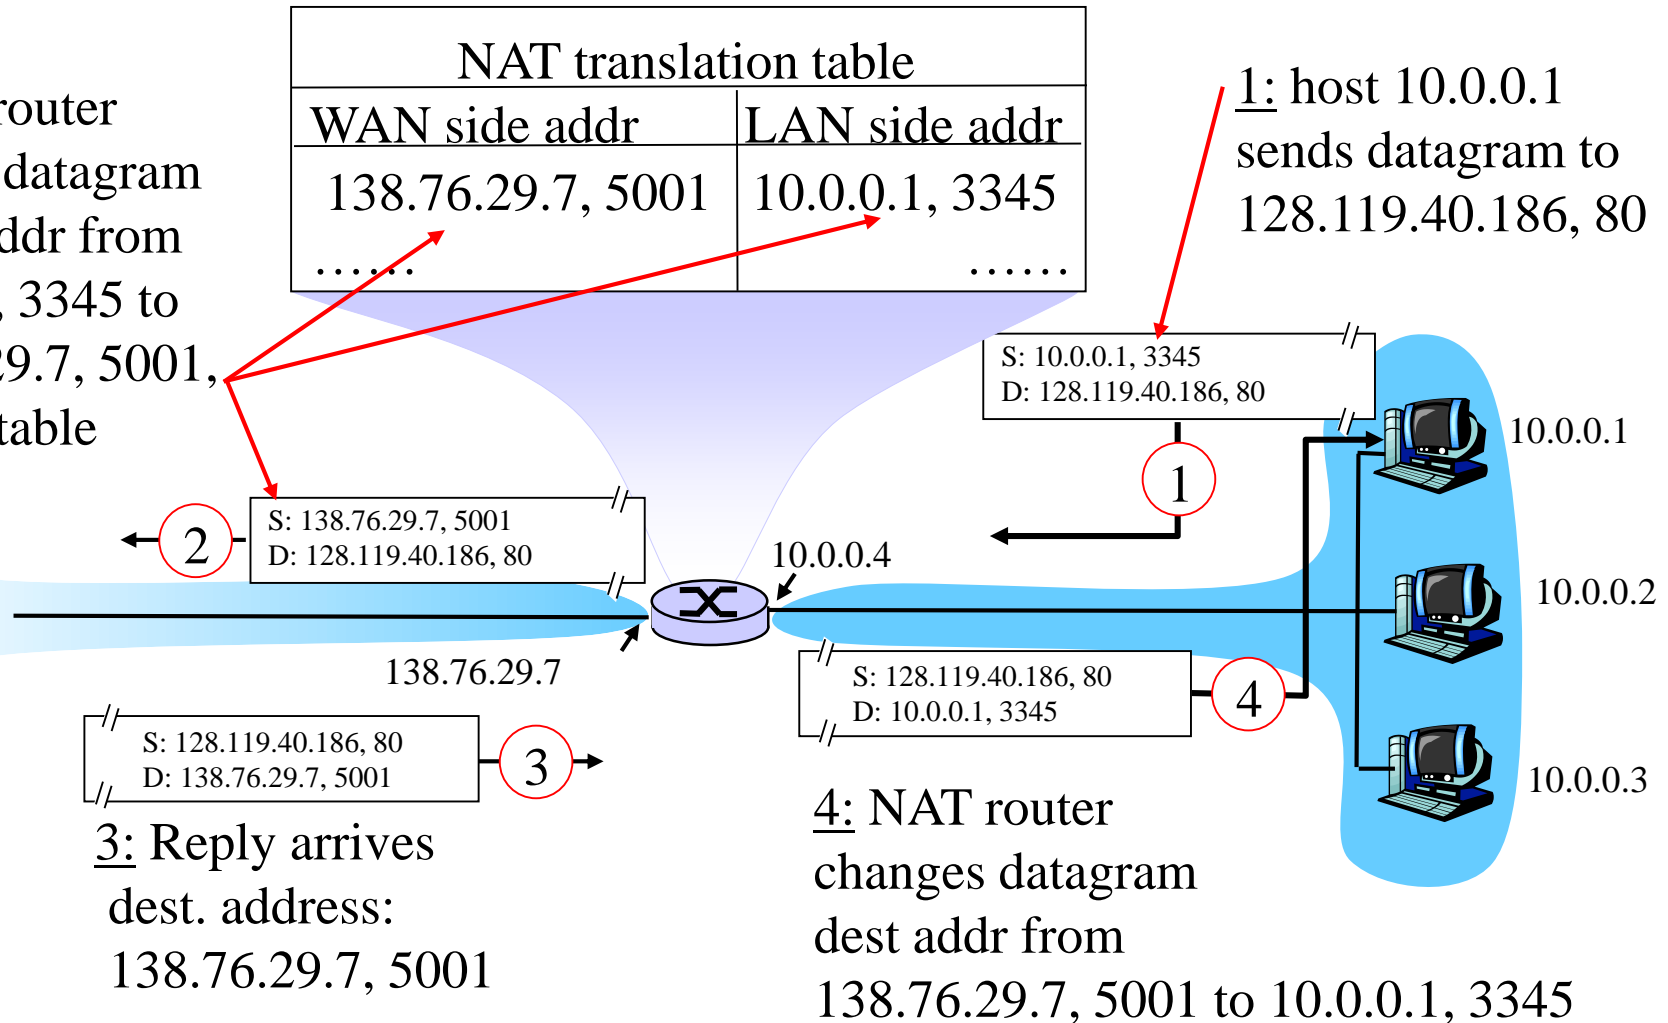 NAT translation table
WAN side addr LAN side addr
138.76.29.7, 5001 10.0.0.1, 3345
...... ......
router
datagram
ddr from
, 3345 to
29.7, 5001,
table
1: host 10.0.0.1
sends datagram to
128.119.40.186, 80
S: 10.0.0.1, 3345
D: 128.119.40.186, 80
1
10.0.0.1
2
S: 138.76.29.7, 5001
D: 128.119.40.186, 80
10.0.0.4
10.0.0.2
138.76.29.7
S: 128.119.40.186, 80
D: 10.0.0.1, 3345
4
S: 128.119.40.186, 80
D: 138.76.29.7, 5001
3
10.0.0.3
3: Reply arrives
dest. address:
138.76.29.7, 5001
4: NAT router
changes datagram
dest addr from
138.76.29.7, 5001 to 10.0.0.1, 3345